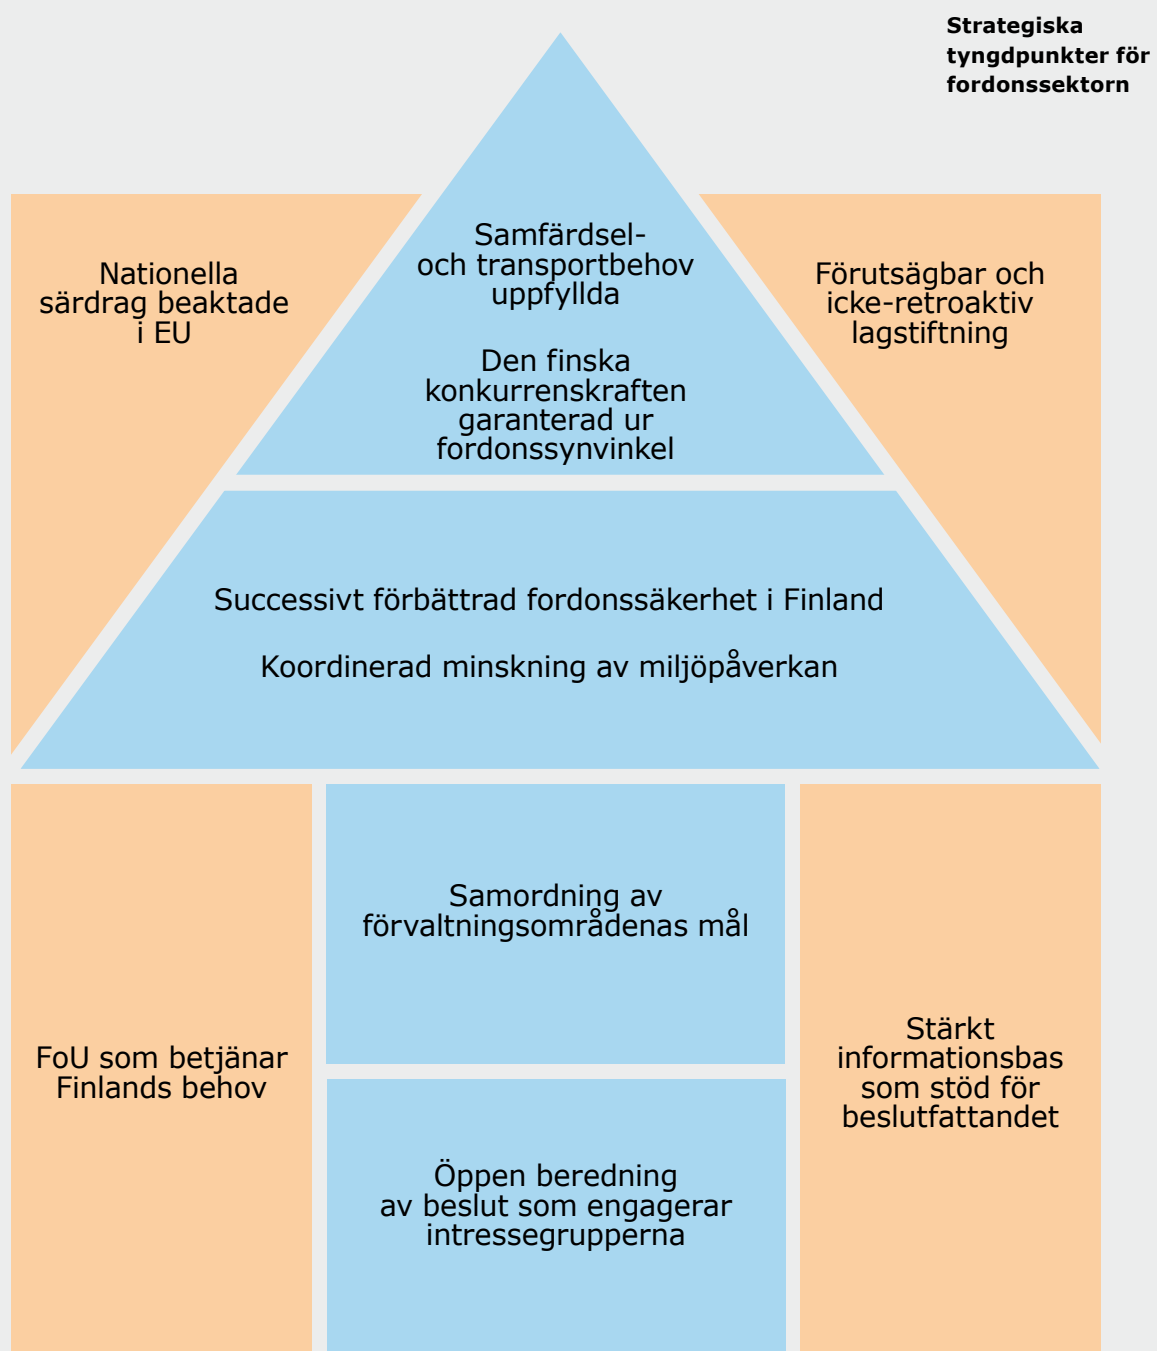 Strategiska
tyngdpunkter för
fordonssektorn
Nationella
särdrag beaktade
i EU
Samfärdsel-
och transportbehov
uppfyllda
Den finska
konkurrenskraften
garanterad ur
fordonssynvinkel
Förutsägbar och
icke-retroaktiv
lagstiftning
Successivt förbättrad fordonssäkerhet i Finland
Koordinerad minskning av miljöpåverkan
FoU som betjänar
Finlands behov
Samordning av
förvaltningsområdenas mål
Öppen beredning
av beslut som engagerar
intressegrupperna
Stärkt
informationsbas
som stöd för
beslutfattandet